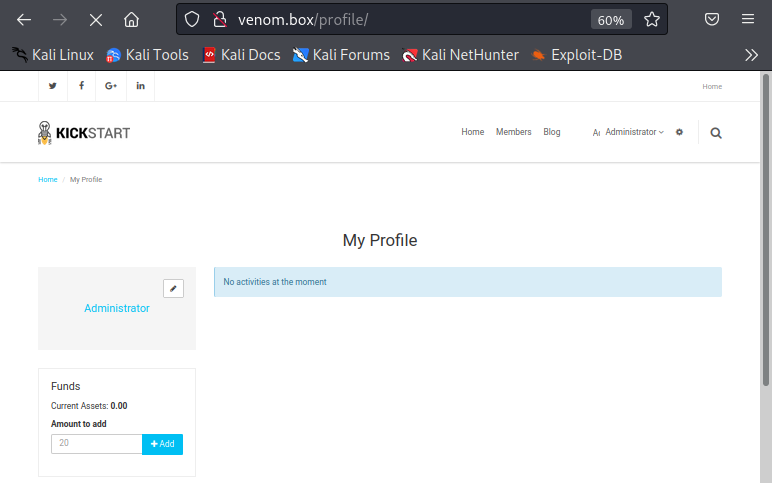 venom.box/profile/ 60%
Kali Linux Kali Tools Kali Docs Kali Forums Kali NetHunter Exploit-DB
G+ in Home
KICKSTART Home Members Blog Administrator
Home / My Profile
My Profile
Administrator
No activities at the moment
Funds
Current Assets: 0.00
Amount to add
20 Add